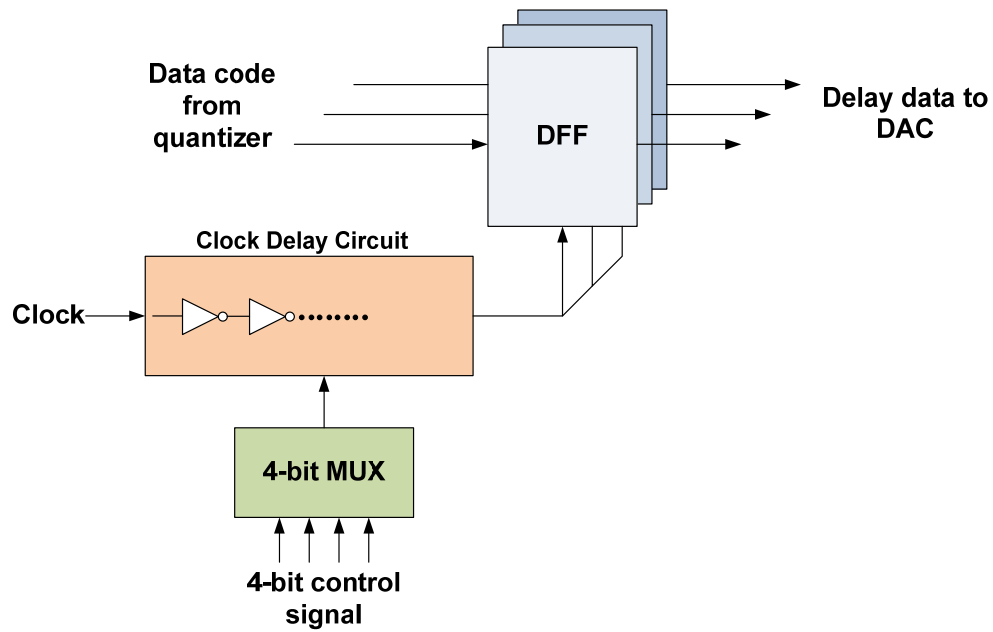 Data code
from
quantizer
DFF
Delay data to
DAC
Clock Delay Circuit
Clock
4-bit MUX
4-bit control
signal